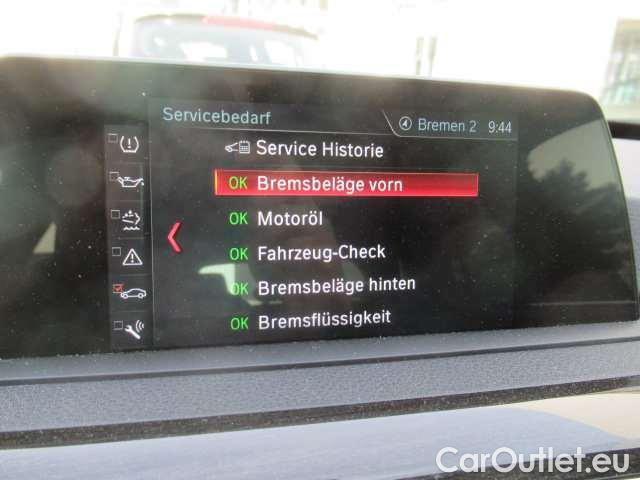 Servicebedarf
Bremen 2 9:44
Service Historie
OK Bremsbeläge vorn
OK Motoröl
OK Fahrzeug-Check
OK Bremsbeläge hinten
OK Bremsflüssigkeit
CarOutlet.eu